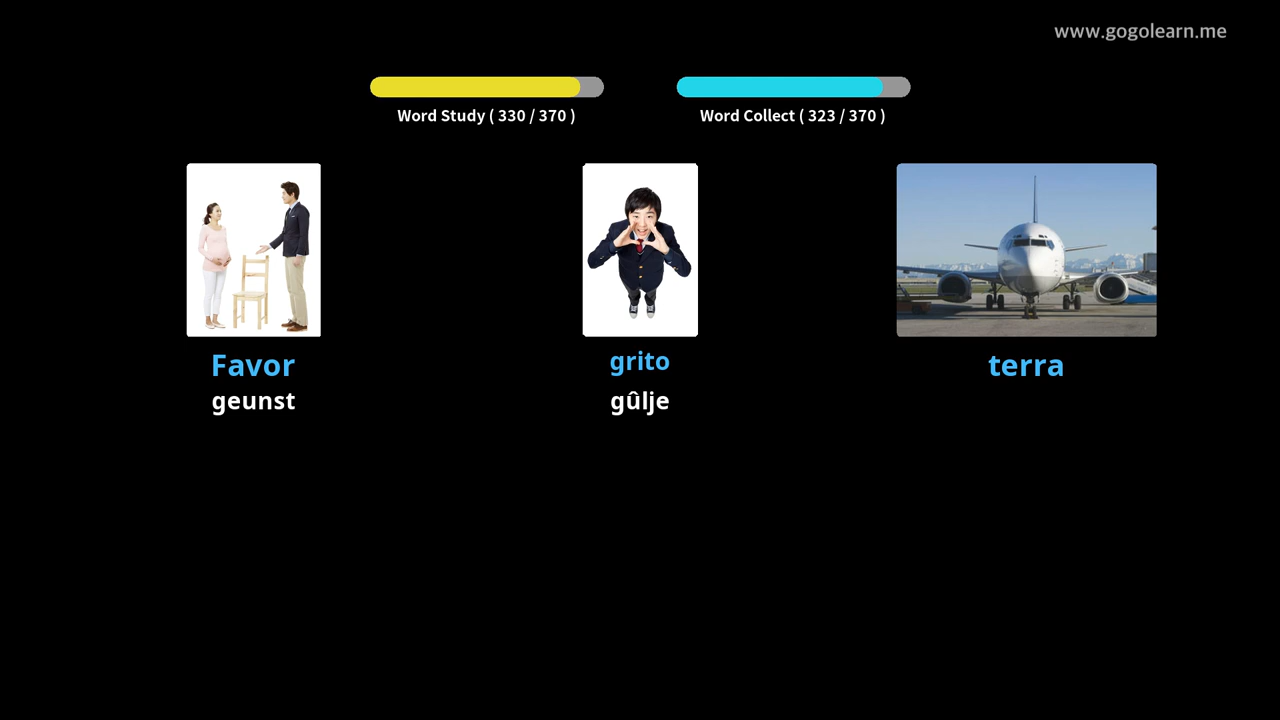 www.gogolearn.me
Word Study ( 330 / 370 )
Word Collect ( 323 / 370 )
Favor
geunst
grito
gûlje
terra